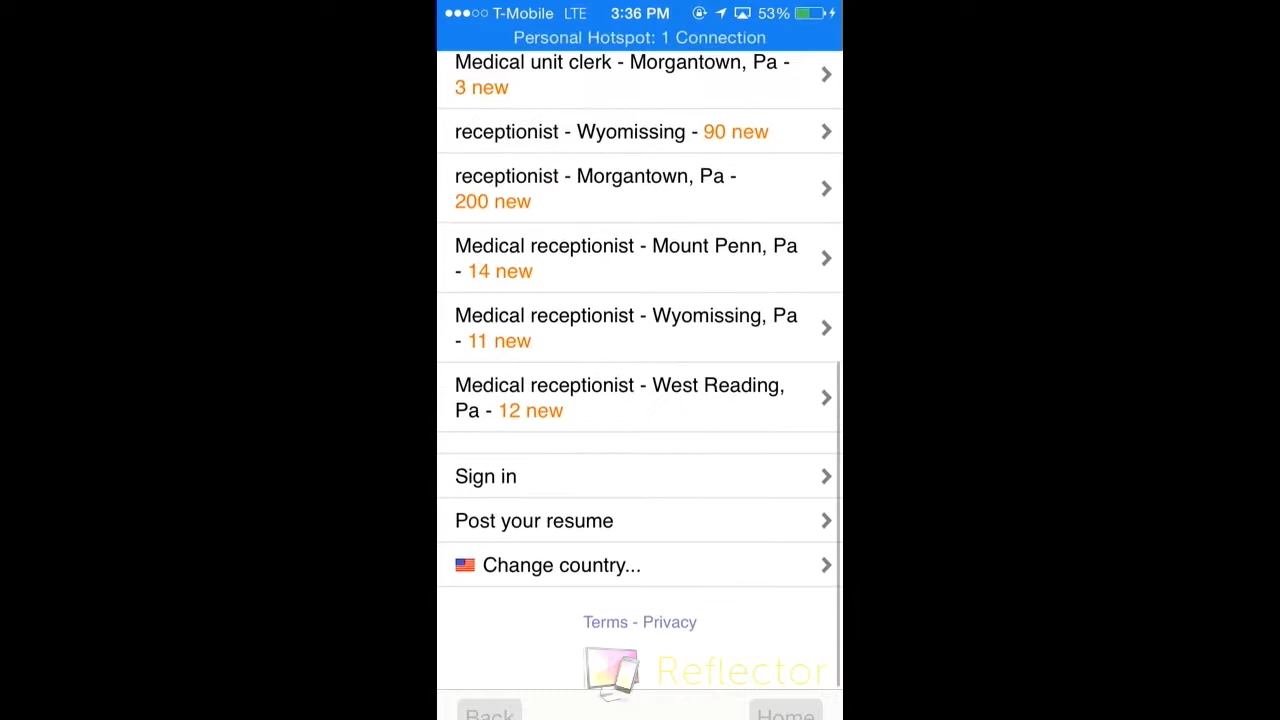 T-Mobile LTE 3:36 PM 53%
Personal Hotspot: 1 Connection
Medical unit clerk - Morgantown, Pa -
3 new
receptionist - Wyomissing - 90 new
receptionist - Morgantown, Pa -
200 new
Medical receptionist - Mount Penn, Pa
- 14 new
Medical receptionist - Wyomissing, Pa
- 11 new
Medical receptionist - West Reading,
Pa - 12 new
Sign in
Post your resume
Change country...
Terms - Privacy
Reflector
Back Home